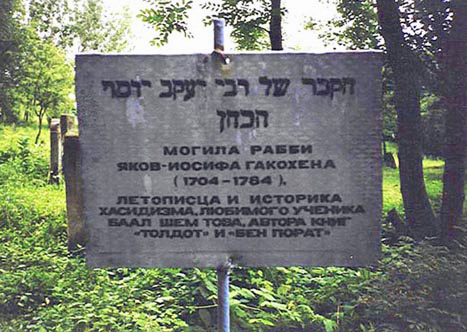 הקבר של רבי יעקב יוסף
הכהן
МОГИЛА РАББИ
ЯКОВ-ИОСИФА ГАКОХЕНА
(1704-1784).
ЛЕТОПИСЦА И ИСТОРИКА
ХАСИДИЗМА, ЛЮБИМОГО УЧЕНИКА
БААЛ ШЕМ ТОВА, АВТОРА КНИГ
"ТОЛДОТ" И «БЕН ПОРАТ»